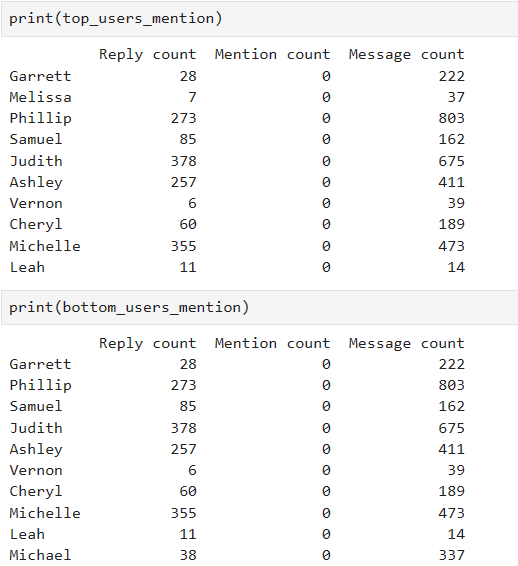 print(top_users_mention)
Reply count Mention count Message count
Garrett 28 0 222
Melissa 7 0 37
Phillip 273 0 803
Samuel 85 0 162
Judith 378 0 675
Ashley 257 0 411
Vernon 6 0 39
Cheryl 60 0 189
Michelle 355 0 473
Leah 11 0 14
print(bottom_users_mention)
Reply count Mention count Message count
Garrett 28 0 222
Phillip 273 0 803
Samuel 85 0 162
Judith 378 0 675
Ashley 257 0 411
Vernon 6 0 39
Cheryl 60 0 189
Michelle 355 0 473
Leah 11 0 14
Michael 38 0 337